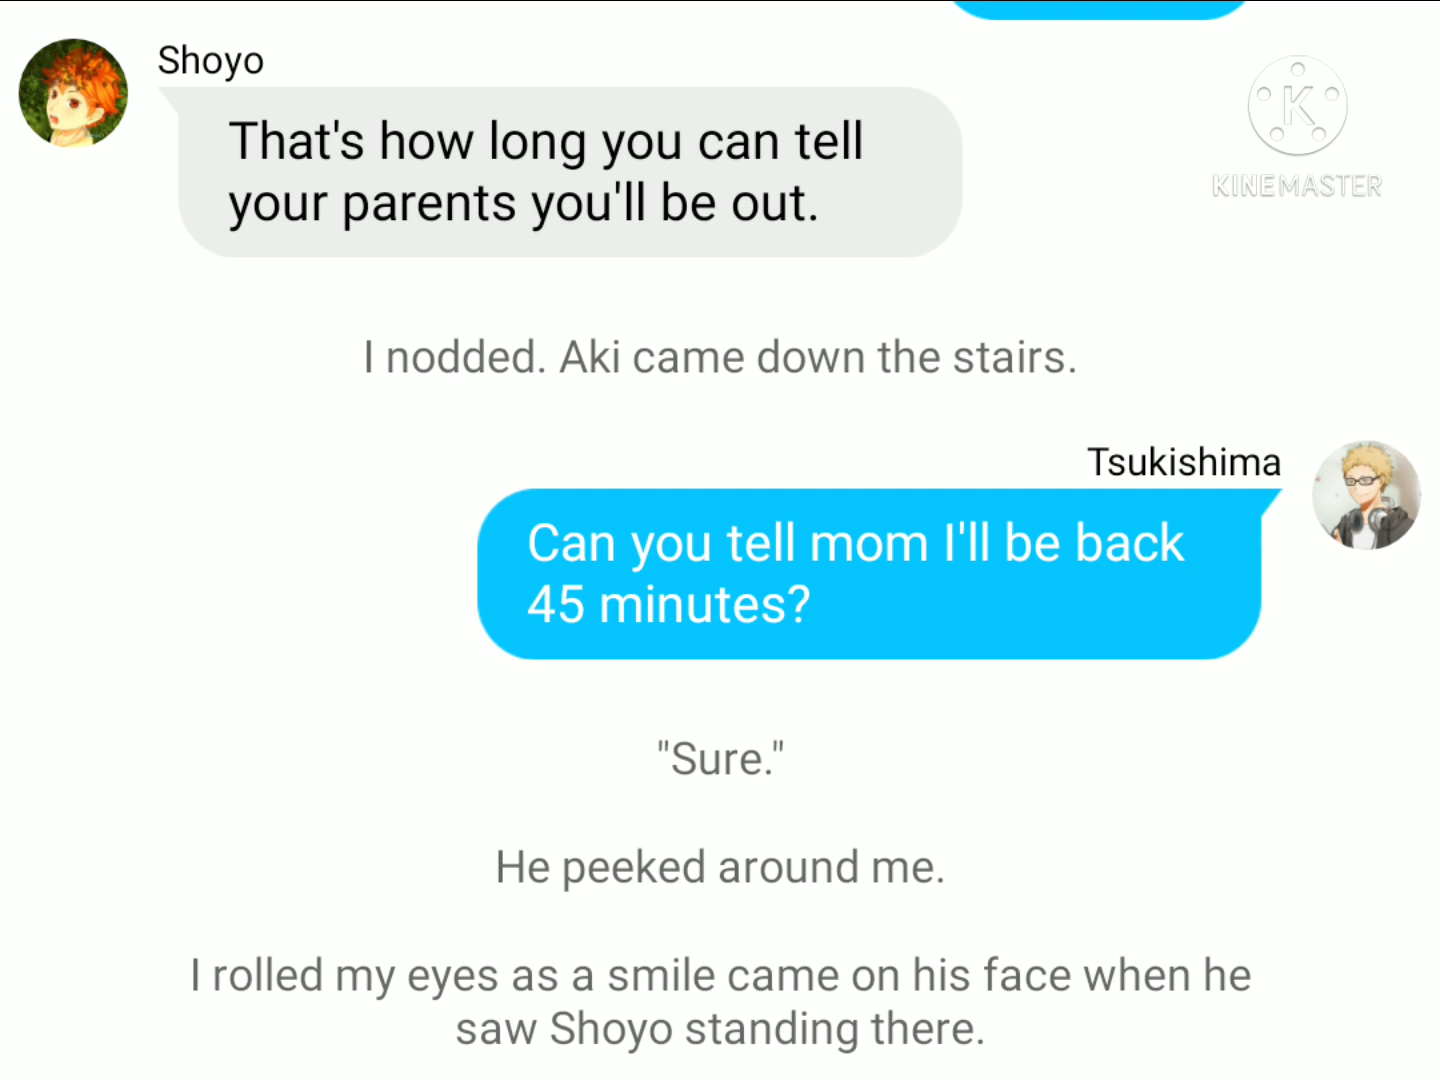 Shoyo
That's how long you can tell
your parents you'll be out.
K
KINEMASTER
I nodded. Aki came down the stairs.
Tsukishima
Can you tell mom I'll be back
45 minutes?
"Sure."
He peeked around me.
I rolled my eyes as a smile came on his face when he
saw Shoyo standing there.